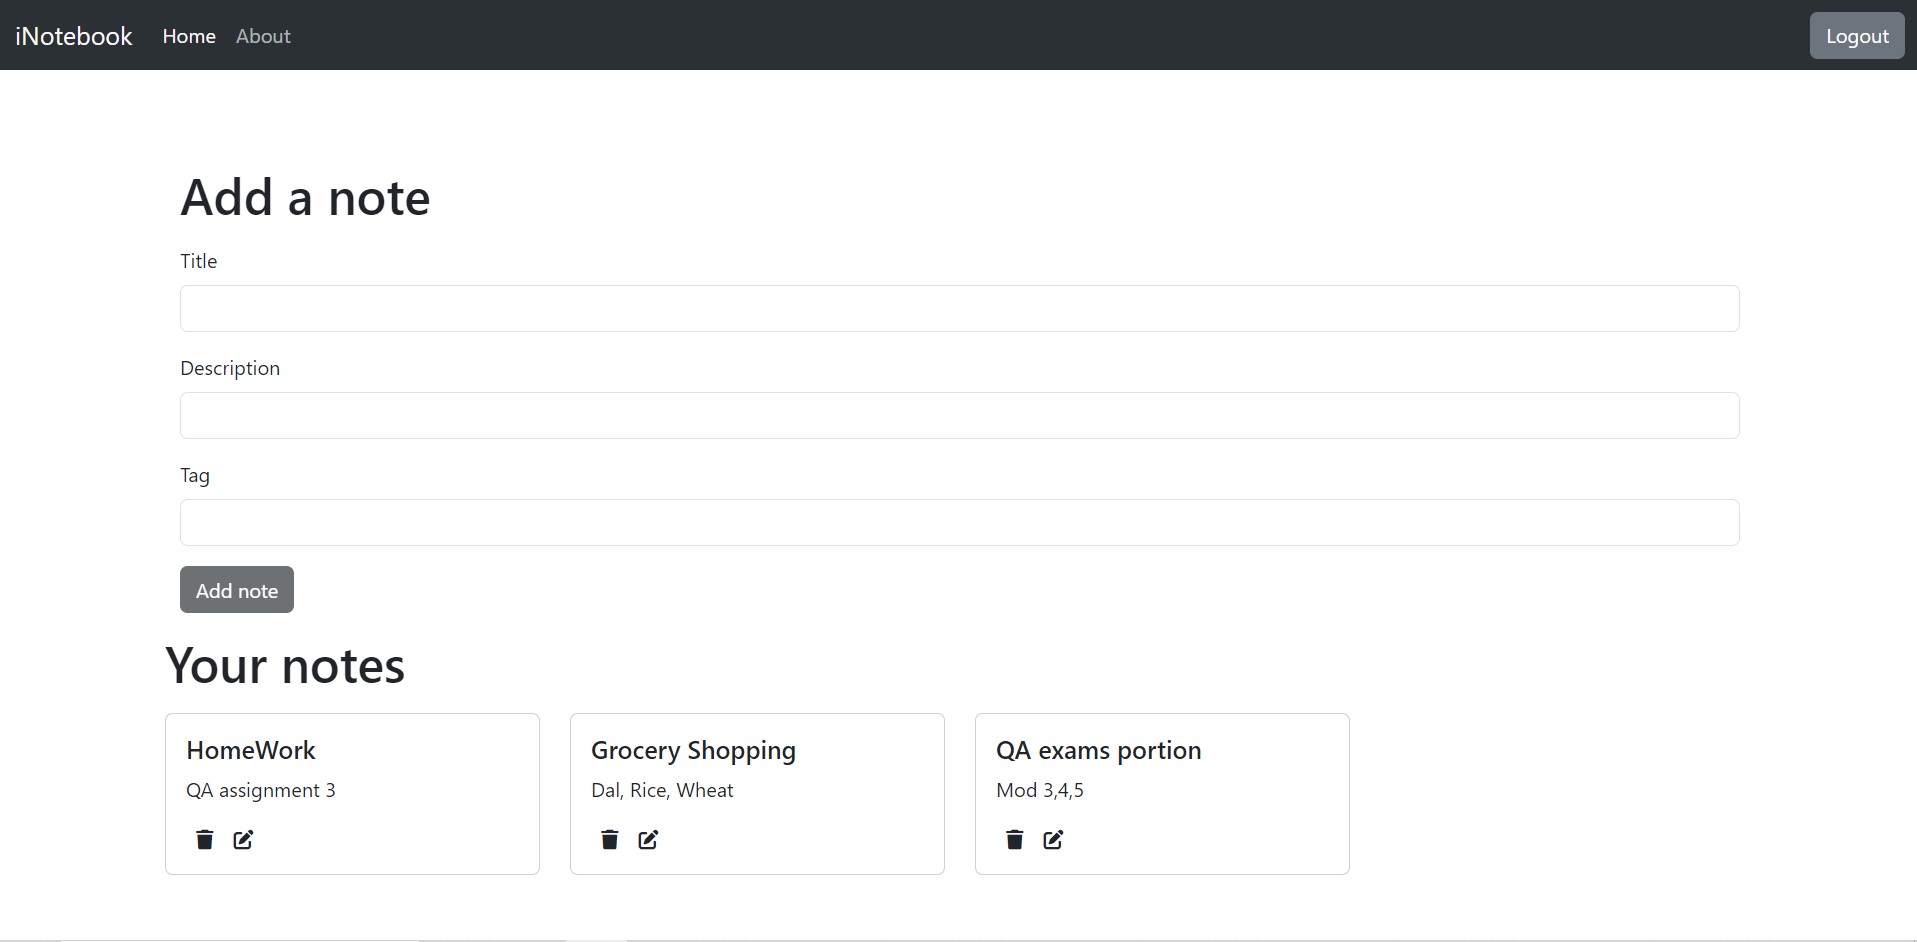 iNotebook Home About Logout
Add a note
Title
Description
Tag
Add note
Your notes
HomeWork
QA assignment 3
Grocery Shopping
Dal, Rice, Wheat
QA exams portion
Mod 3,4,5